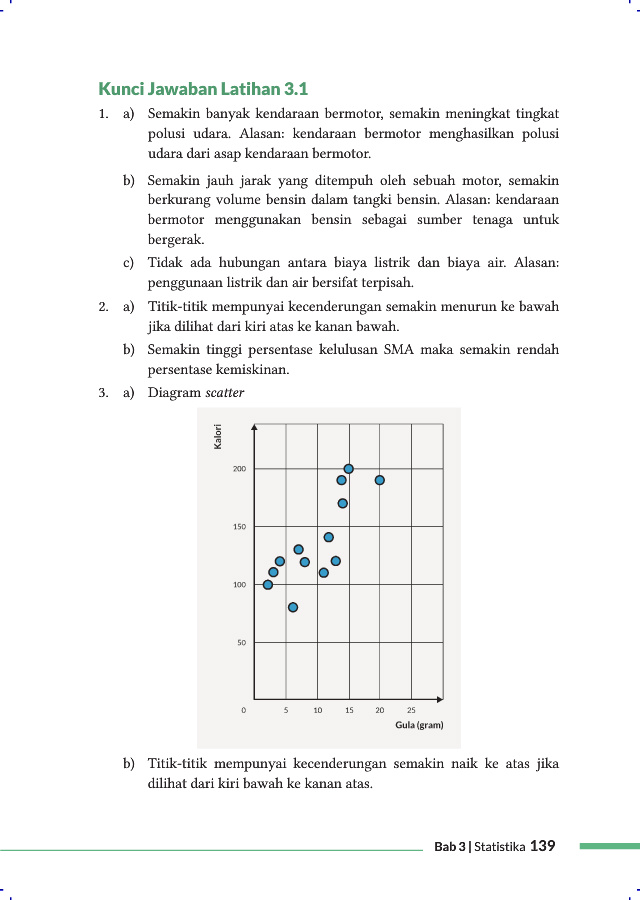 Kunci Jawaban Latihan 3.1
1. a) Semakin banyak kendaraan bermotor, semakin meningkat tingkat
polusi udara. Alasan: kendaraan bermotor menghasilkan polusi
udara dari asap kendaraan bermotor.
b) Semakin jauh jarak yang ditempuh oleh sebuah motor, semakin
berkurang volume bensin dalam tangki bensin. Alasan: kendaraan
bermotor menggunakan bensin sebagai sumber tenaga untuk
bergerak.
c) Tidak ada hubungan antara biaya listrik dan biaya air. Alasan:
penggunaan listrik dan air bersifat terpisah.
2. a) Titik-titik mempunyai kecenderungan semakin menurun ke bawah
jika dilihat dari kiri atas ke kanan bawah.
b) Semakin tinggi persentase kelulusan SMA maka semakin rendah
persentase kemiskinan.
3. a) Diagram scatter
Kalori
200
150
100
50
0 5 10 15 20 25
Gula (gram)
b) Titik-titik mempunyai kecenderungan semakin naik ke atas jika
dilihat dari kiri bawah ke kanan atas.
Bab 3 | Statistika 139